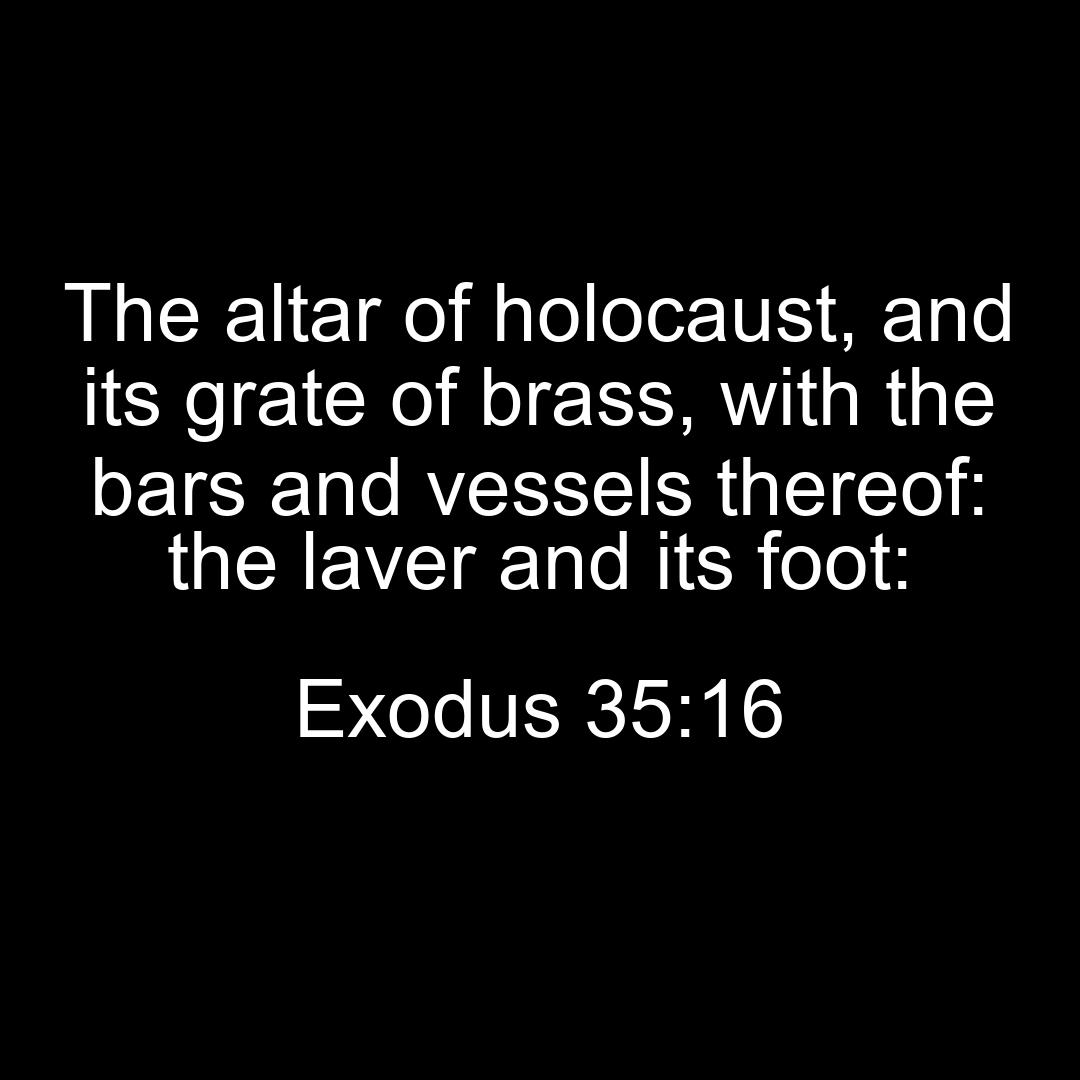 The altar of holocaust, and
its grate of brass, with the
bars and vessels thereof:
the laver and its foot:
Exodus 35:16